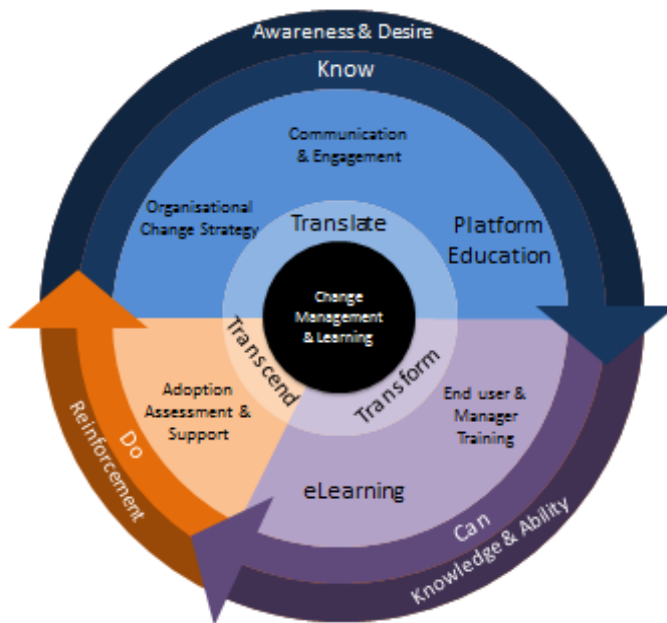 Awareness & Desire
Know
Communication
& Engagement
Organisational
Change Strategy
Translate
Platform
Education
Change
Management
& Learning
Transcend
Transform
Adoption
Assessment &
Support
End user &
Manager
Training
eLearning
Do
Reinforcement
Can
Knowledge & Ability